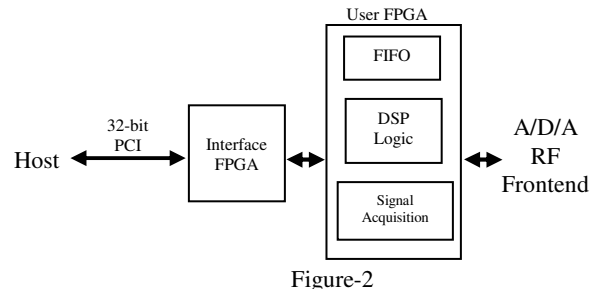 User FPGA
FIFO
32-bit
PCI
DSP
Logic
Host
Interface
FPGA
A/D/A
RF
Frontend
Signal
Acquisition
Figure-2